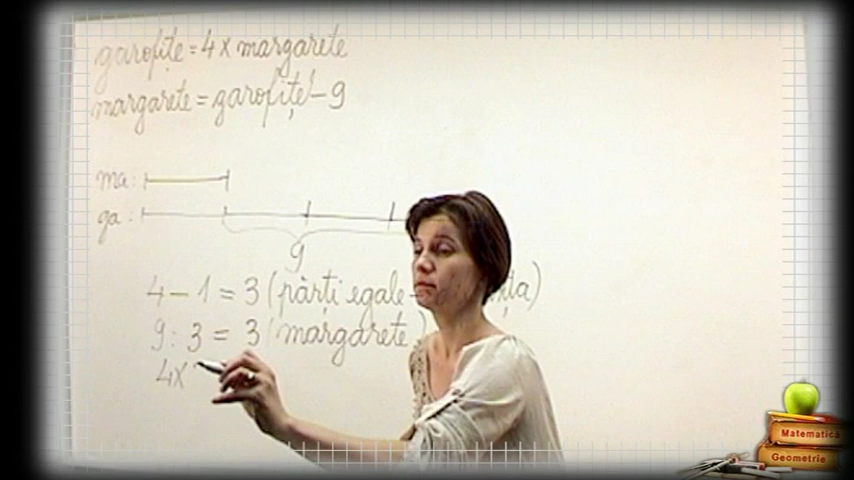 garofițe = 4 x margarete
margarete = garofițe - 9
ma:
ga:
9
4 - 1 = 3 (părți egale -
9 : 3 = 3 (margarete)
4x
Matematică
Geometrie